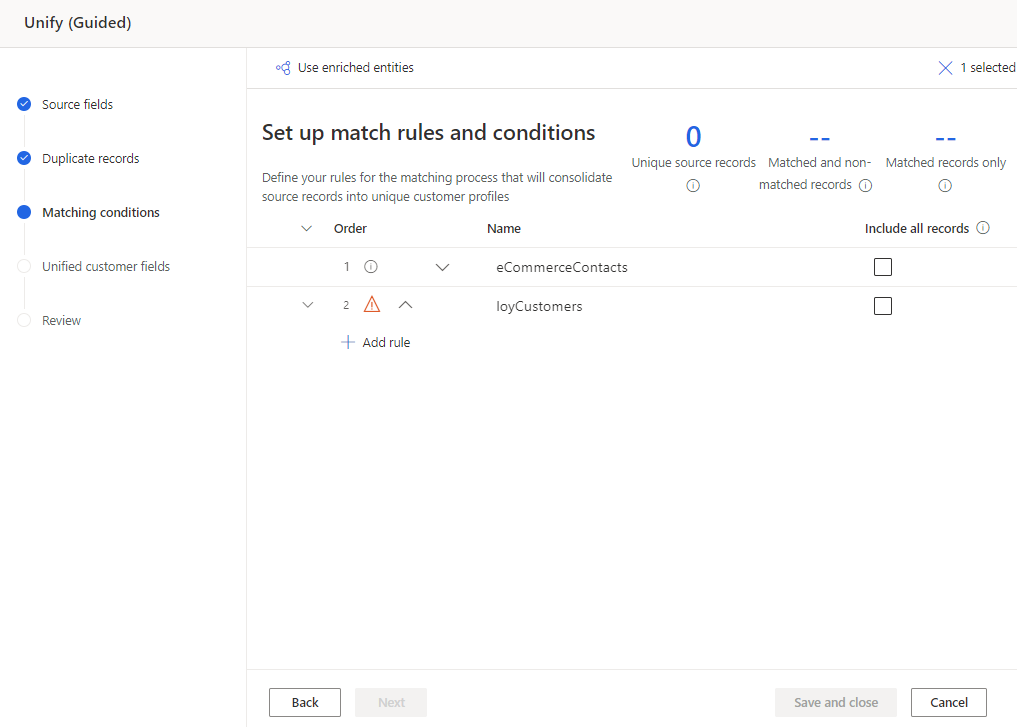 Unify (Guided)
Use enriched entities
1 selected
Source fields
Duplicate records
Matching conditions
Unified customer fields
Review
Set up match rules and conditions
Define your rules for the matching process that will consolidate
source records into unique customer profiles
0
Unique source records
--
Matched and non-
matched records
--
Matched records only
Order
Name
Include all records
1
eCommerceContacts
2
loyCustomers
Add rule
Back
Next
Save and close
Cancel